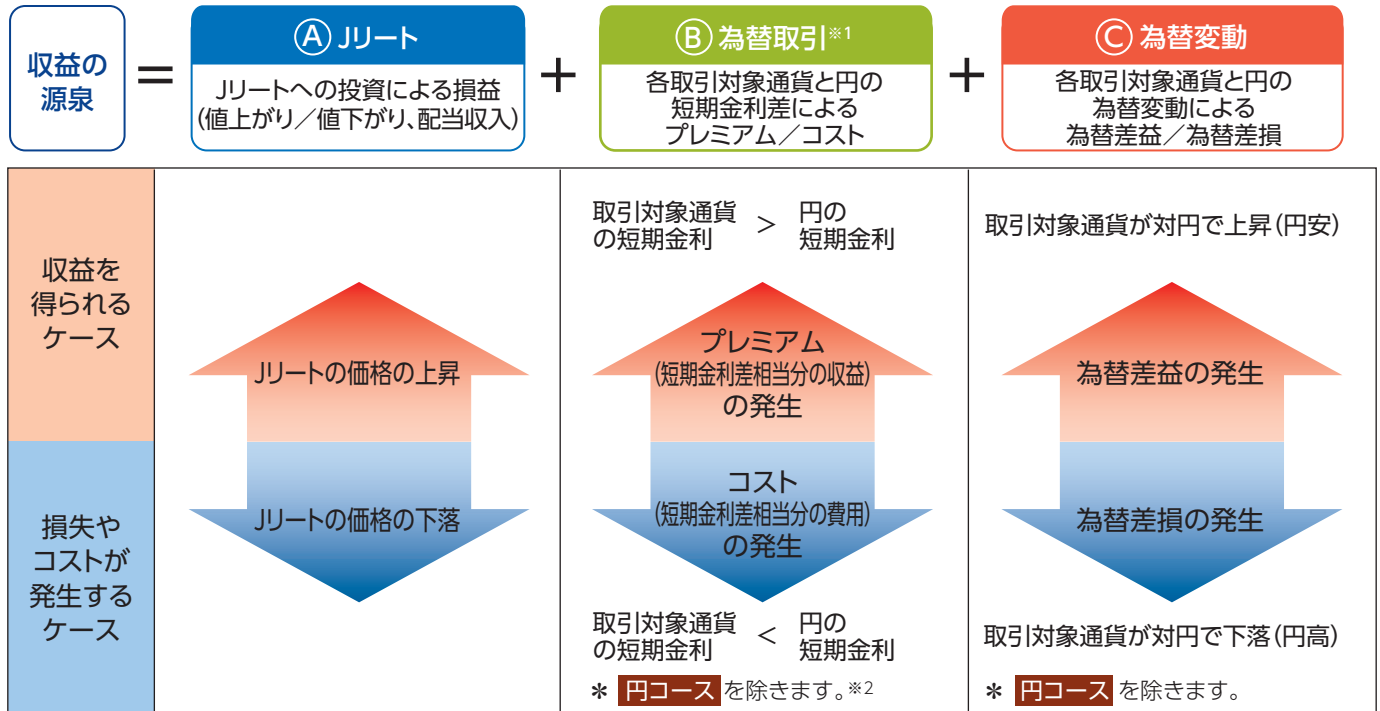 収益の
源泉
=
Ⓐ Jリート
Jリートへの投資による損益
(値上がり／値下がり、配当収入)
+
Ⓑ 為替取引※1
各取引対象通貨と円の
短期金利差による
プレミアム／コスト
+
Ⓒ 為替変動
各取引対象通貨と円の
為替変動による
為替差益／為替差損
収益を
得られる
ケース
Jリートの価格の上昇
取引対象通貨
の短期金利
>
円の
短期金利
プレミアム
(短期金利差相当分の収益)
の発生
取引対象通貨が対円で上昇(円安)
為替差益の発生
損失や
コストが
発生する
ケース
Jリートの価格の下落
コスト
(短期金利差相当分の費用)
の発生
取引対象通貨
の短期金利
<
円の
短期金利
＊ 円コース を除きます。※2
為替差損の発生
取引対象通貨が対円で下落(円高)
＊ 円コース を除きます。